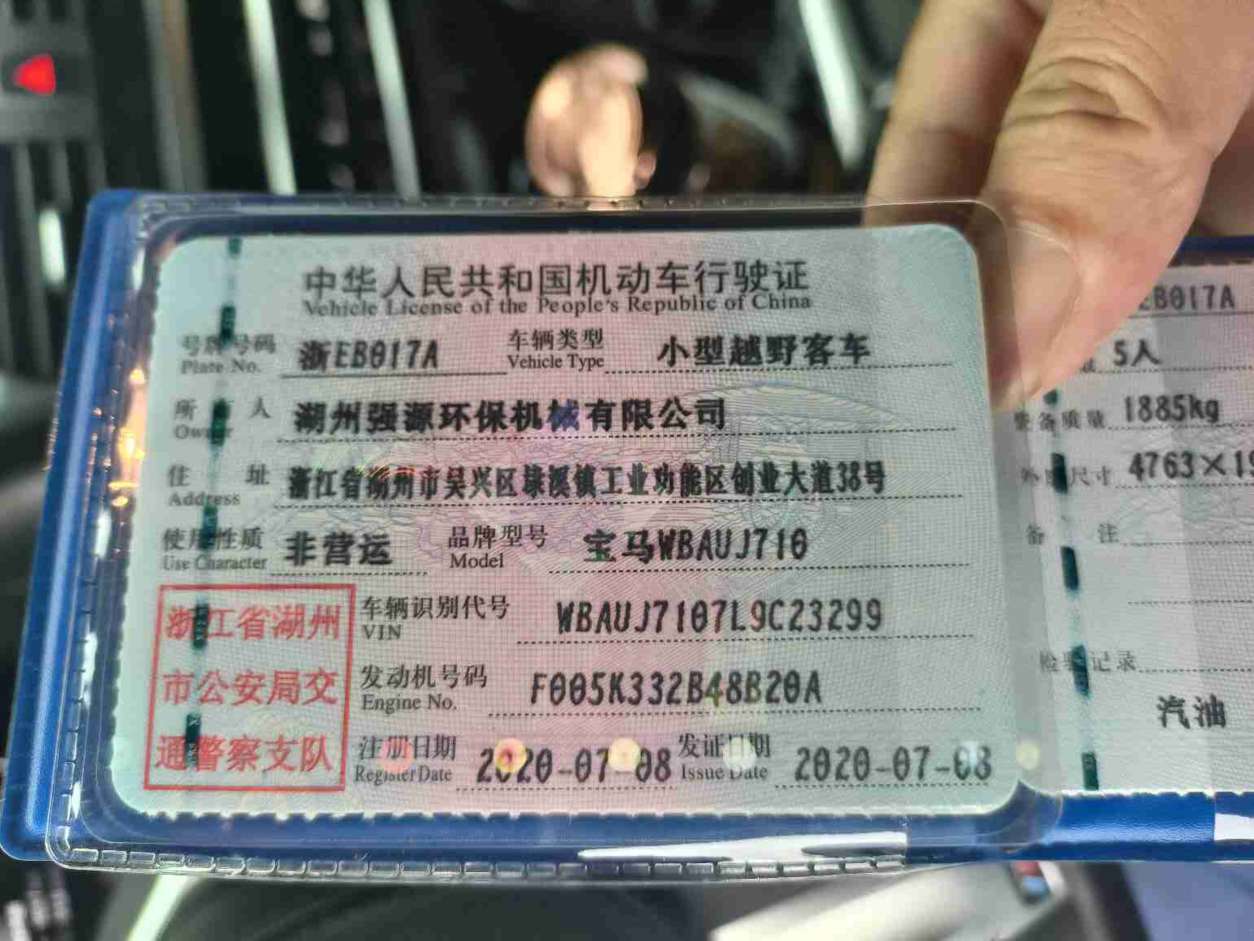 中华人民共和国机动车行驶证
Vehicle License of the People's Republic of China
号牌号码 浙EB017A 车辆类型 小型越野客车
Plate No. Vehicle Type
所 人 湖州强源环保机械有限公司
Owner
住 址 浙江省湖州市吴兴区埭溪镇工业功能区创业大道38号
Address
使用性质 非营运 品牌型号 宝马WBAUJ710
Use Character Model
车辆识别代号 WBAUJ7107L9C23299
VIN
发动机号码 F005K332B48B20A
Engine No.
注册日期 2020-07-08 发证日期 2020-07-08
Register Date Issue Date
浙江省湖州
市公安局交
通警察支队
EB017A
5人
装备质量 1885kg
外 尺寸 4763×19
备 注
检验记录
汽油